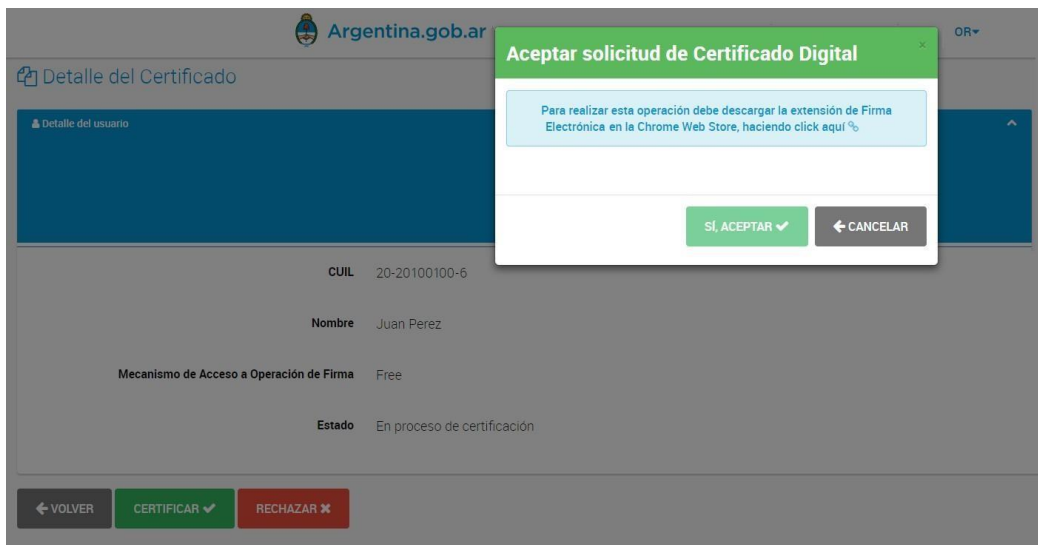 Argentina.gob.ar
OR
Aceptar solicitud de Certificado Digital
×
Detalle del Certificado
Detalle del usuario
Para realizar esta operación debe descargar la extensión de Firma
Electrónica en la Chrome Web Store, haciendo click aquí
SÍ, ACEPTAR
CANCELAR
CUIL 20-20100100-6
Nombre Juan Perez
Mecanismo de Acceso a Operación de Firma Free
Estado En proceso de certificación
VOLVER
CERTIFICAR
RECHAZAR